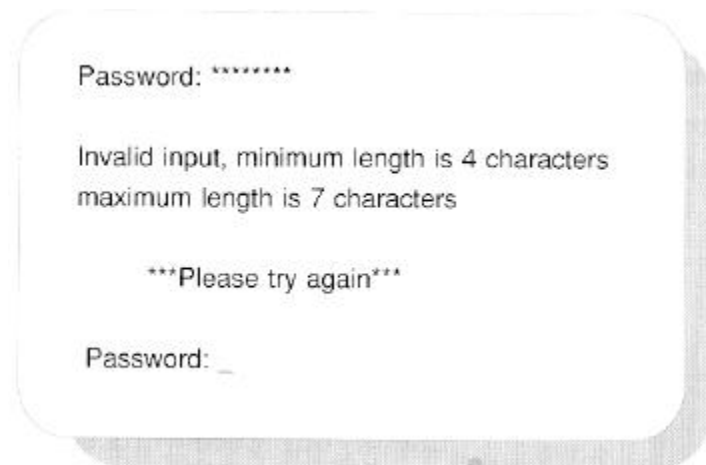 Password: ********
Invalid input, minimum length is 4 characters
maximum length is 7 characters
***Please try again***
Password: _